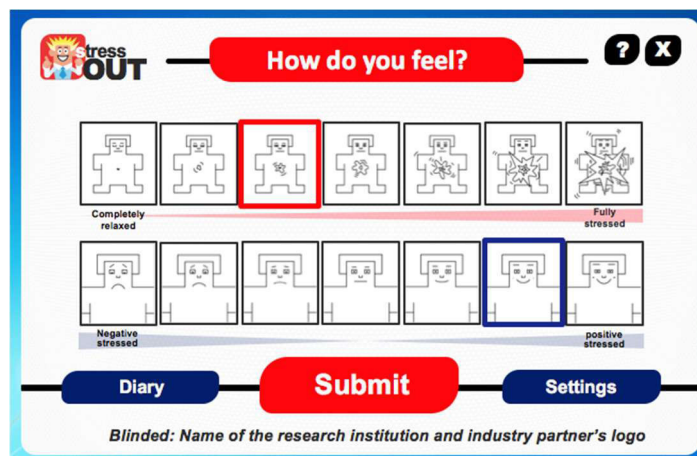 stress
OUT
How do you feel?
?
X
Completely
relaxed
Fully
stressed
Negative
stressed
positive
stressed
Diary
Submit
Settings
Blinded: Name of the research institution and industry partner's logo